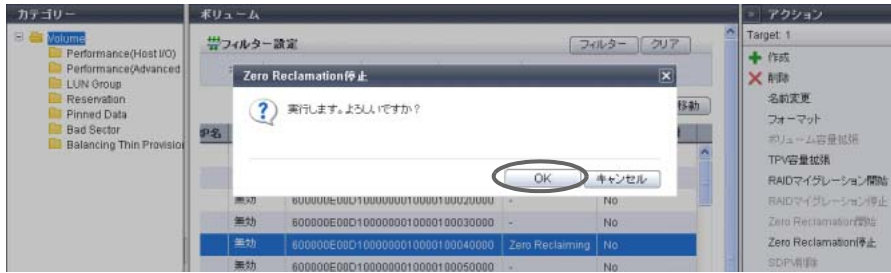 カテゴリー
Volume
Performance(Host I/O)
Performance(Advanced
LUN Group
Reservation
Pinned Data
Bad Sector
Balancing Thin Provision
ボリューム
フィルター設定
フィルター
クリア
移動
Zero Reclamation停止
実行します。よろしいですか？
OK
キャンセル
無効 600000E00D10000000010000100020000 - No
無効 600000E00D10000000010000100030000 - No
無効 600000E00D10000000010000100040000 Zero Reclaiming No
無効 600000E00D10000000010000100050000 - No
アクション
Target: 1
作成
削除
名前変更
フォーマット
ボリューム容量拡張
TPV容量拡張
RAIDマイグレーション開始
RAIDマイグレーション停止
Zero Reclamation開始
Zero Reclamation停止
SDPV削除